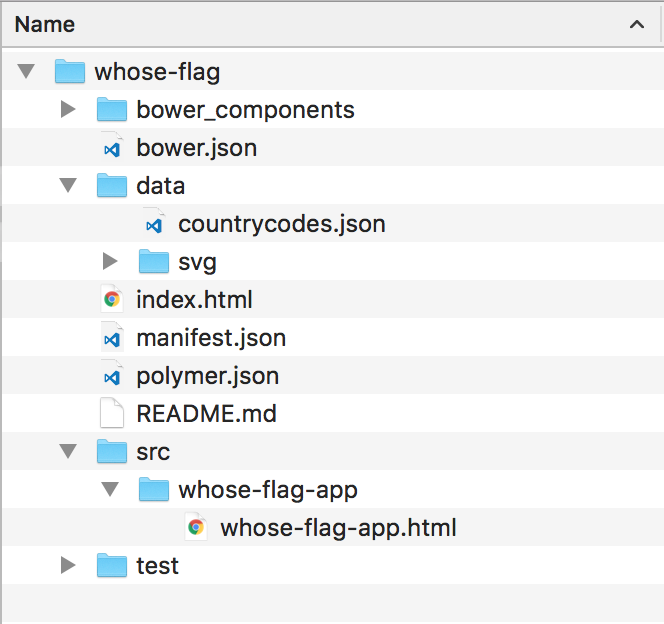 Name
whose-flag
bower_components
bower.json
data
countrycodes.json
svg
index.html
manifest.json
polymer.json
README.md
src
whose-flag-app
whose-flag-app.html
test